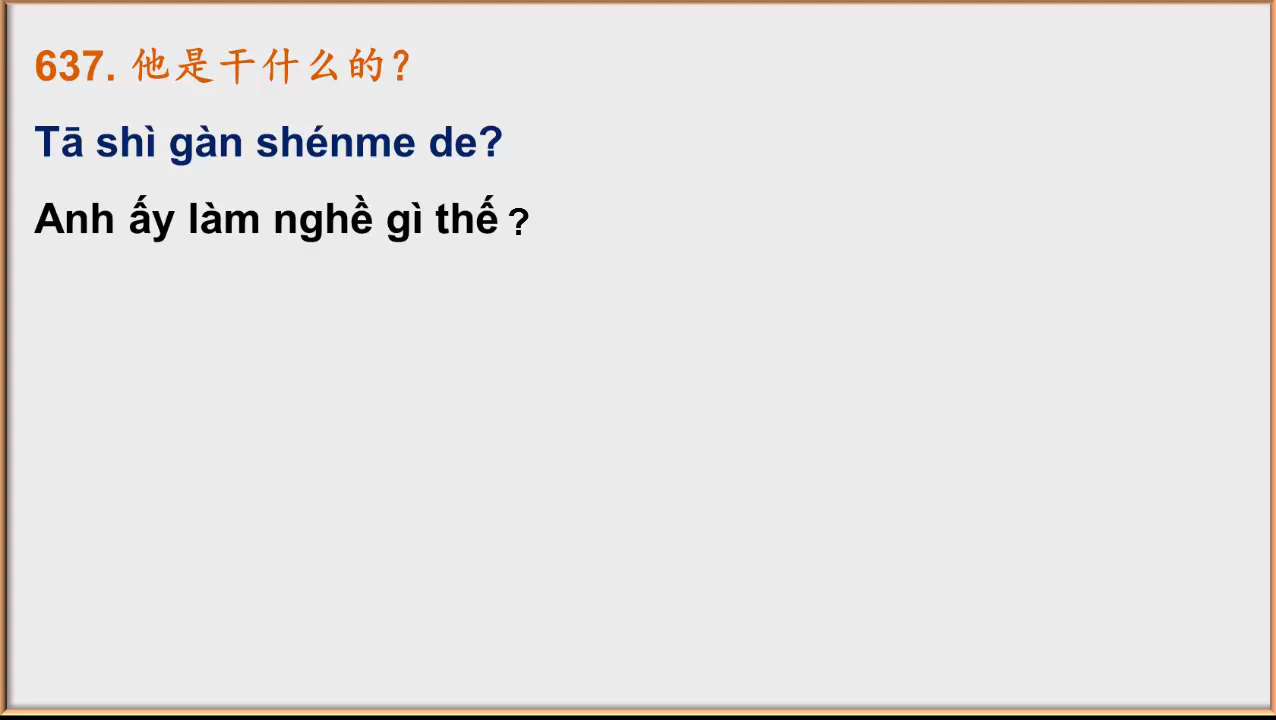 637. 他是干什么的?
Tā shì gàn shénme de?
Anh ấy làm nghề gì thế ?